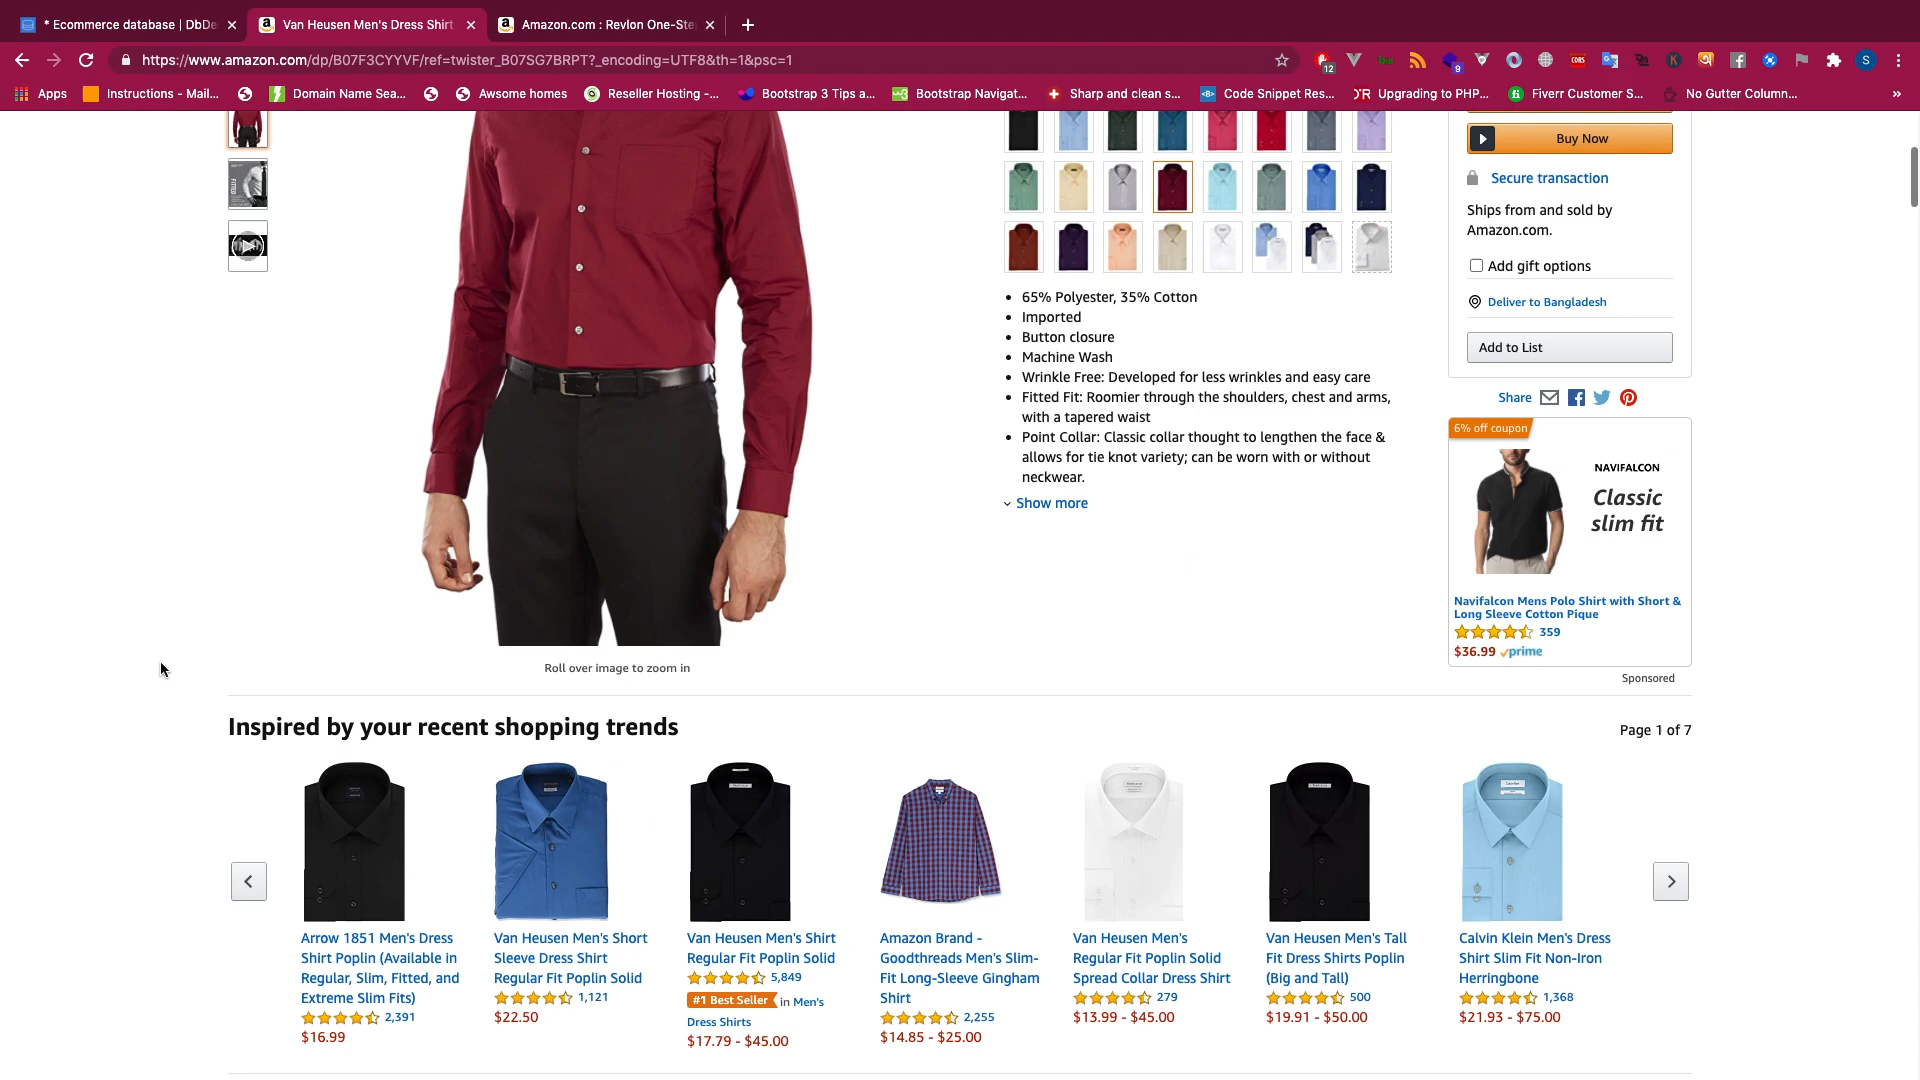 * Ecommerce database | DbDe
Van Heusen Men's Dress Shirt
Amazon.com : Revlon One-Ste
https://www.amazon.com/dp/B07F3CYYVF/ref=twister_B07SG7BRPT?_encoding=UTF8&th=1&psc=1
12
9
CORS
K
S
Apps
Instructions - Mail...
Domain Name Sea...
Awsome homes
Reseller Hosting -...
Bootstrap 3 Tips a...
Bootstrap Navigat...
Sharp and clean s...
Code Snippet Res...
Upgrading to PHP...
Fiverr Customer S...
No Gutter Column...
»
FITTED
65% Polyester, 35% Cotton
Imported
Button closure
Machine Wash
Wrinkle Free: Developed for less wrinkles and easy care
Fitted Fit: Roomier through the shoulders, chest and arms,
with a tapered waist
Point Collar: Classic collar thought to lengthen the face &
allows for tie knot variety; can be worn with or without
neckwear.
Show more
Buy Now
Secure transaction
Ships from and sold by
Amazon.com.
Add gift options
Deliver to Bangladesh
Add to List
Share
6% off coupon
NAVIFALCON
Classic
slim fit
Navifalcon Mens Polo Shirt with Short &
Long Sleeve Cotton Pique
359
$36.99 prime
Sponsored
Roll over image to zoom in
Inspired by your recent shopping trends
Page 1 of 7
Arrow 1851 Men's Dress
Shirt Poplin (Available in
Regular, Slim, Fitted, and
Extreme Slim Fits)
2,391
$16.99
Van Heusen Men's Short
Sleeve Dress Shirt
Regular Fit Poplin Solid
1,121
$22.50
Van Heusen Men's Shirt
Regular Fit Poplin Solid
5,849
#1 Best Seller in Men's
Dress Shirts
$17.79 - $45.00
Amazon Brand -
Goodthreads Men's Slim-
Fit Long-Sleeve Gingham
Shirt
2,255
$14.85 - $25.00
Van Heusen Men's
Regular Fit Poplin Solid
Spread Collar Dress Shirt
279
$13.99 - $45.00
Van Heusen Men's Tall
Fit Dress Shirts Poplin
(Big and Tall)
500
$19.91 - $50.00
Calvin Klein Men's Dress
Shirt Slim Fit Non-Iron
Herringbone
1,368
$21.93 - $75.00